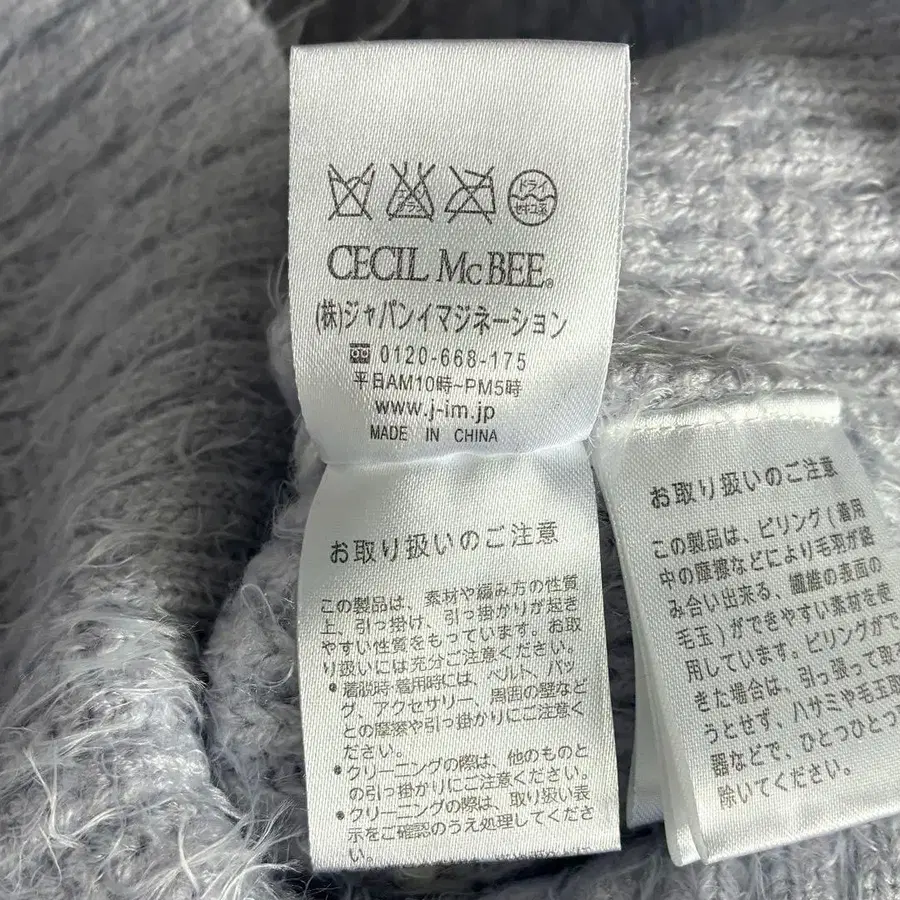 ドライ
セキユ系
CECIL McBEE®
(株)ジャパンイマジネーション
0120-668-175
平日AM10時~PM5時
www.j-im.jp
MADE IN CHINA
お取り扱いのご注意
この製品は、素材や編み方の性質
上、引っ掛け、引っ掛かりが起き
やすい性質をもっています。お取
り扱いには充分ご注意ください。
•着脱時・着用時には、ベルト、バッ
グ、アクセサリー、周囲の壁など
との摩擦や引っ掛かりにご注意く
ださい。
•クリーニングの際は、他のものと
の引っ掛かりにご注意ください。
•クリーニングの際は、取り扱い表
示をご確認のうえ処理してくださ
い。
お取り扱いのご注意
この製品は、ピリング(着用
中の摩擦などにより毛羽が絡
み合い出来る、繊維の表面の
毛玉)ができやすい素材を使
用しています。ピリングがで
きた場合は、引っ張って取
うとせず、ハサミや毛玉取
器などで、ひとつひとつ
除いてください。